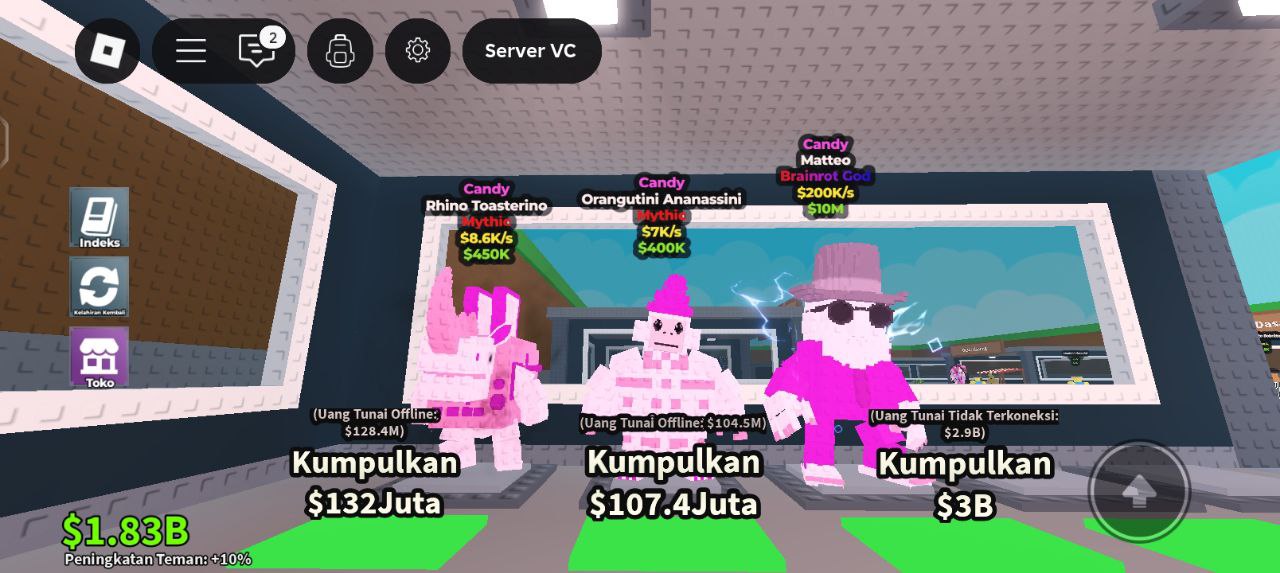 2
Server VC
Candy
Rhino Toasterino
Mythic
$8.6K/s
$450K
Candy
Orangutini Ananassini
Mythic
$7K/s
$400K
Candy
Matteo
Brainrot God
$200K/s
$10M
Indeks
Kelahiran Kembali
Toko
(Uang Tunai Offline:
$128.4M)
Kumpulkan
$132Juta
(Uang Tunai Offline: $104.5M)
Kumpulkan
$107.4Juta
(Uang Tunai Tidak Terkoneksi:
$2.9B)
Kumpulkan
$3B
$1.83B
Peningkatan Teman: +10%